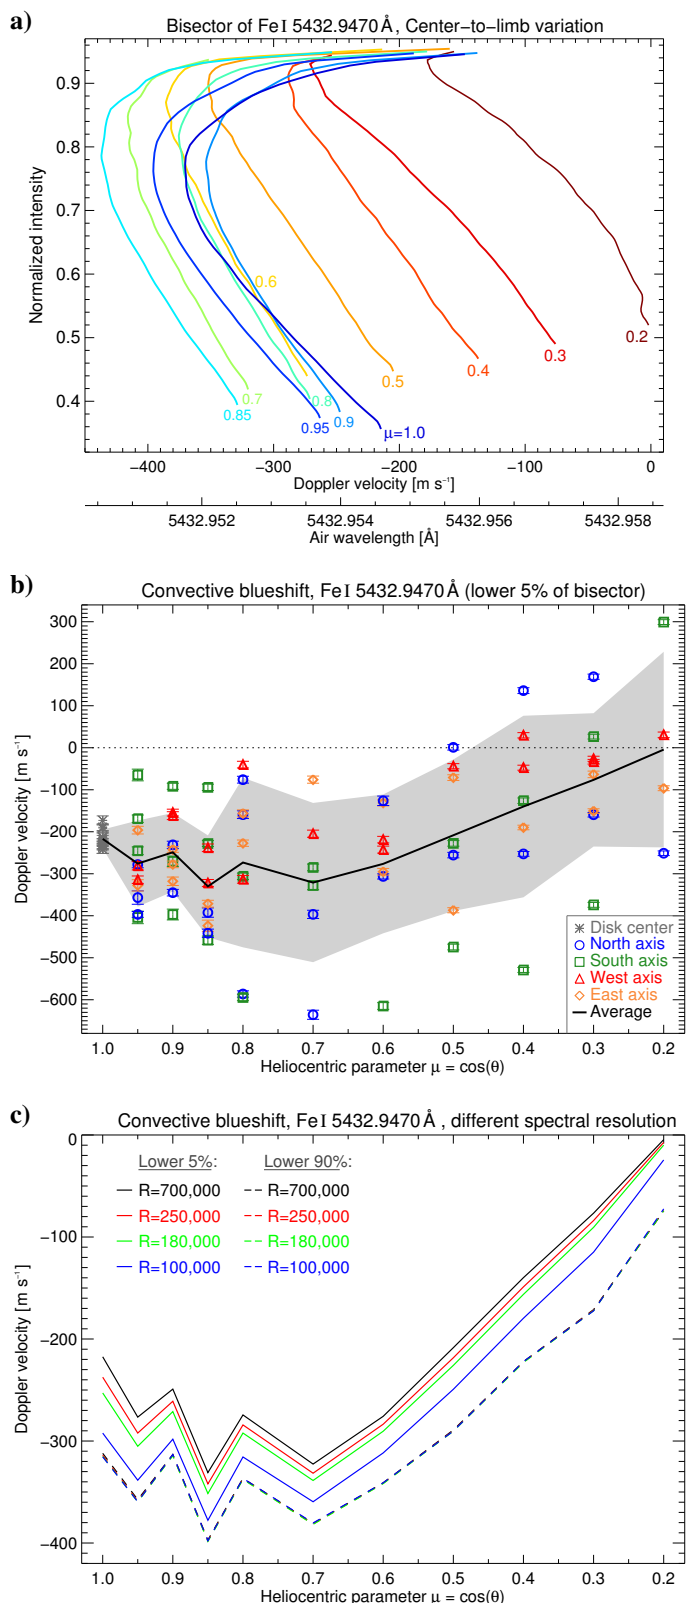 a)
Bisector of Fe I 5432.9470 Å, Center-to-limb variation
Normalized intensity
0.9
0.8
0.7
0.6
0.5
0.4
0.6
0.5
0.4
0.3
0.2
0.7
0.85
0.8
0.95
0.9
μ=1.0
−400 −300 −200 −100 0
Doppler velocity [m s⁻¹]
5432.952 5432.954 5432.956 5432.958
Air wavelength [Å]
b)
Convective blueshift, Fe I 5432.9470 Å (lower 5% of bisector)
Doppler velocity [m s⁻¹]
300
200
100
0
−100
−200
−300
−400
−500
−600
Disk center
North axis
South axis
West axis
East axis
Average
1.0 0.9 0.8 0.7 0.6 0.5 0.4 0.3 0.2
Heliocentric parameter μ = cos(θ)
c)
Convective blueshift, Fe I 5432.9470 Å , different spectral resolution
Doppler velocity [m s⁻¹]
0
−100
−200
−300
−400
Lower 5%: Lower 90%:
R=700,000 R=700,000
R=250,000 R=250,000
R=180,000 R=180,000
R=100,000 R=100,000
1.0 0.9 0.8 0.7 0.6 0.5 0.4 0.3 0.2
Heliocentric parameter μ = cos(θ)